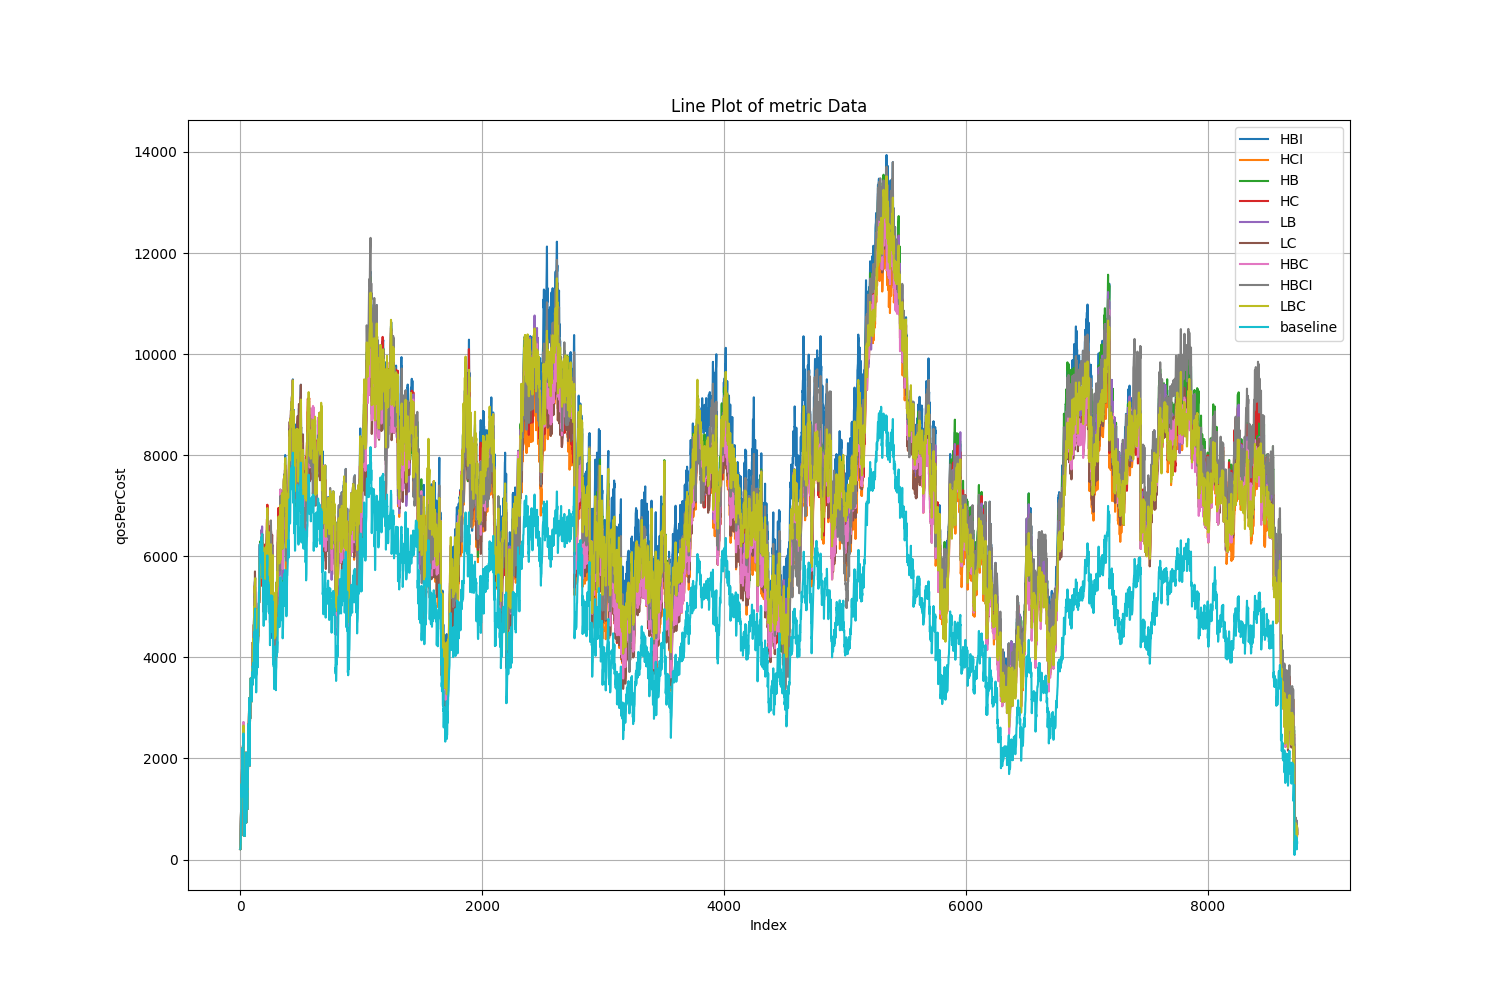 Line Plot of metric Data
qosPerCost
14000
12000
10000
8000
6000
4000
2000
0
HBI
HCI
HB
HC
LB
LC
HBC
HBCI
LBC
baseline
0
2000
4000
6000
8000
Index